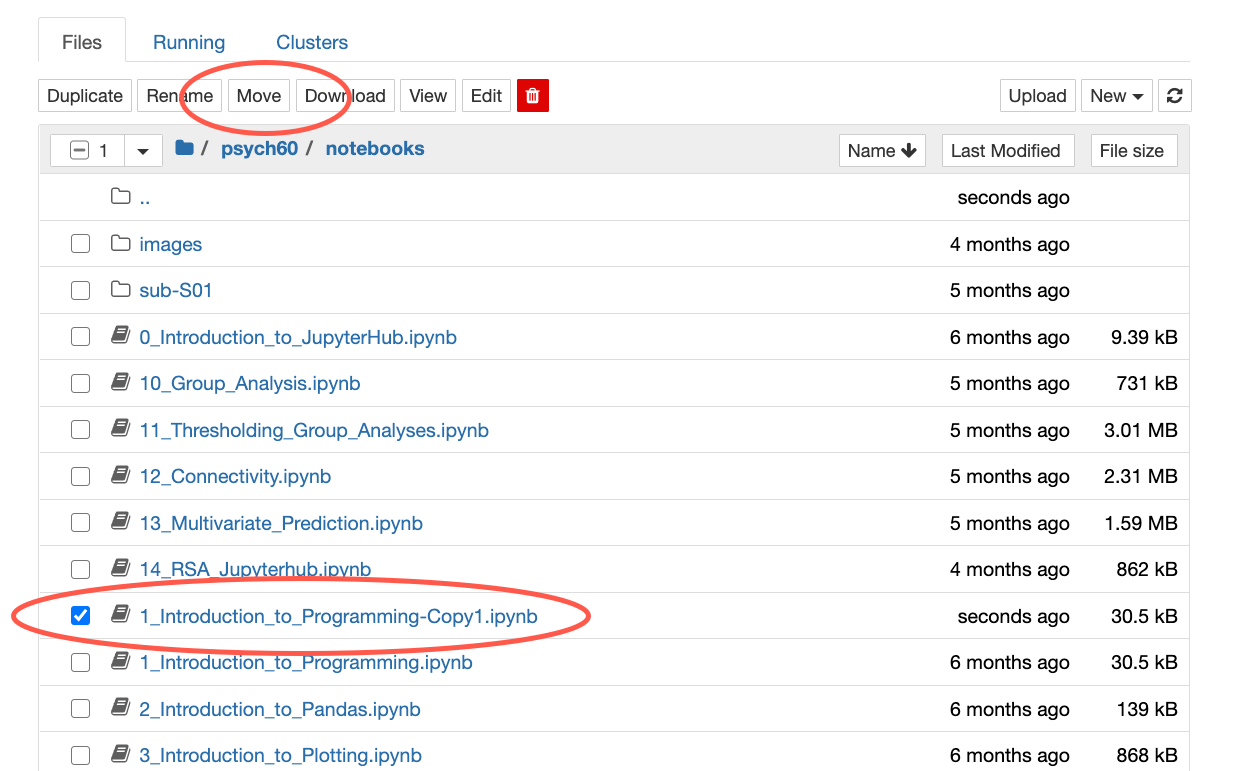 Files Running Clusters
Duplicate Rename Move Download View Edit Upload New
1 / psych60 / notebooks Name Last Modified File size
.. seconds ago
images 4 months ago
sub-S01 5 months ago
0_Introduction_to_JupyterHub.ipynb 6 months ago 9.39 kB
10_Group_Analysis.ipynb 5 months ago 731 kB
11_Thresholding_Group_Analyses.ipynb 5 months ago 3.01 MB
12_Connectivity.ipynb 5 months ago 2.31 MB
13_Multivariate_Prediction.ipynb 5 months ago 1.59 MB
14_RSA_Jupyterhub.ipynb 4 months ago 862 kB
1_Introduction_to_Programming-Copy1.ipynb seconds ago 30.5 kB
1_Introduction_to_Programming.ipynb 6 months ago 30.5 kB
2_Introduction_to_Pandas.ipynb 6 months ago 139 kB
3_Introduction_to_Plotting.ipynb 6 months ago 868 kB